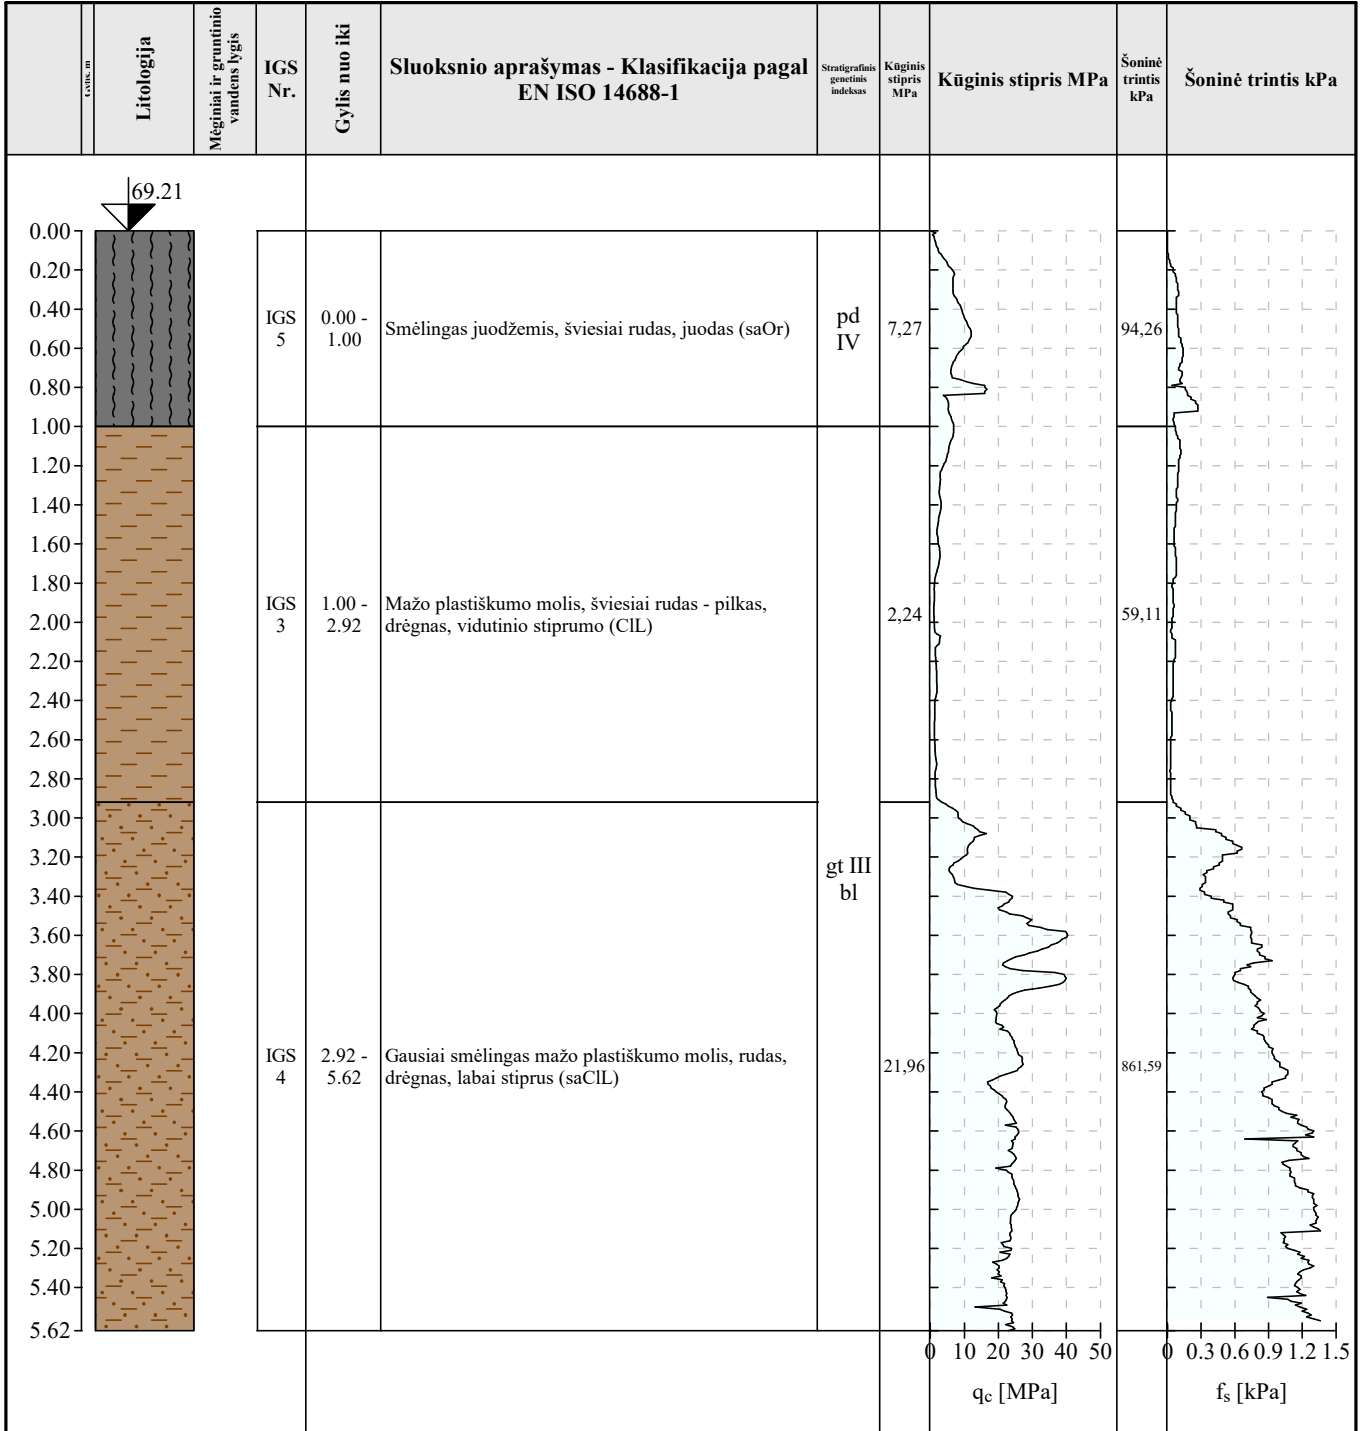 Gylis, m
Litologija
Mėginiai ir gruntinio
vandens lygis
IGS
Nr.
Gylis nuo iki
Sluoksnio aprašymas - Klasifikacija pagal
EN ISO 14688-1
Stratigrafinis
genetinis
indeksas
Kūginis
stipris
MPa
Kūginis stipris MPa
Šoninė
trintis
kPa
Šoninė trintis kPa
69.21
0.00
0.20
0.40
0.60
0.80
1.00
1.20
1.40
1.60
1.80
2.00
2.20
2.40
2.60
2.80
3.00
3.20
3.40
3.60
3.80
4.00
4.20
4.40
4.60
4.80
5.00
5.20
5.40
5.62
IGS
5
0.00 -
1.00
Smėlingas juodžemis, šviesiai rudas, juodas (saOr)
pd
IV
7,27
94,26
IGS
3
1.00 -
2.92
Mažo plastiškumo molis, šviesiai rudas - pilkas,
drėgnas, vidutinio stiprumo (ClL)
2,24
59,11
gt III
bl
IGS
4
2.92 -
5.62
Gausiai smėlingas mažo plastiškumo molis, rudas,
drėgnas, labai stiprus (saClL)
21,96
861,59
0 10 20 30 40 50
qc [MPa]
0 0.3 0.6 0.9 1.2 1.5
fs [kPa]